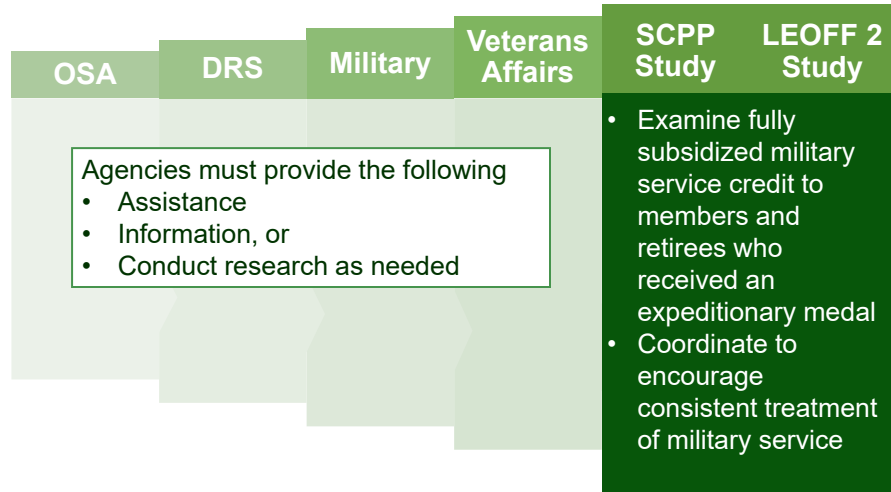 OSA
DRS
Military
Veterans
Affairs
SCPP
Study
LEOFF 2
Study
Agencies must provide the following
• Assistance
• Information, or
• Conduct research as needed
• Examine fully
subsidized military
service credit to
members and
retirees who
received an
expeditionary medal
• Coordinate to
encourage
consistent treatment
of military service